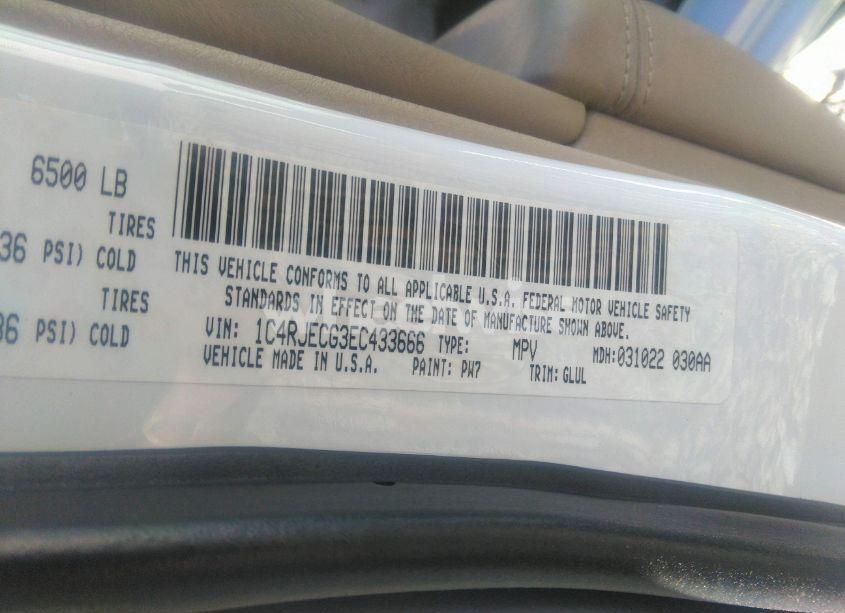 6500 LB
TIRES
36 PSI) COLD
TIRES
36 PSI) COLD
THIS VEHICLE CONFORMS TO ALL APPLICABLE U.S.A. FEDERAL MOTOR VEHICLE SAFETY
STANDARDS IN EFFECT ON THE DATE OF MANUFACTURE SHOWN ABOVE.
VIN: 1C4RJECG3EC433666 TYPE: MPV MDH: 031022 030AA
VEHICLE MADE IN U.S.A. PAINT: PW7 TRIM: GLUL